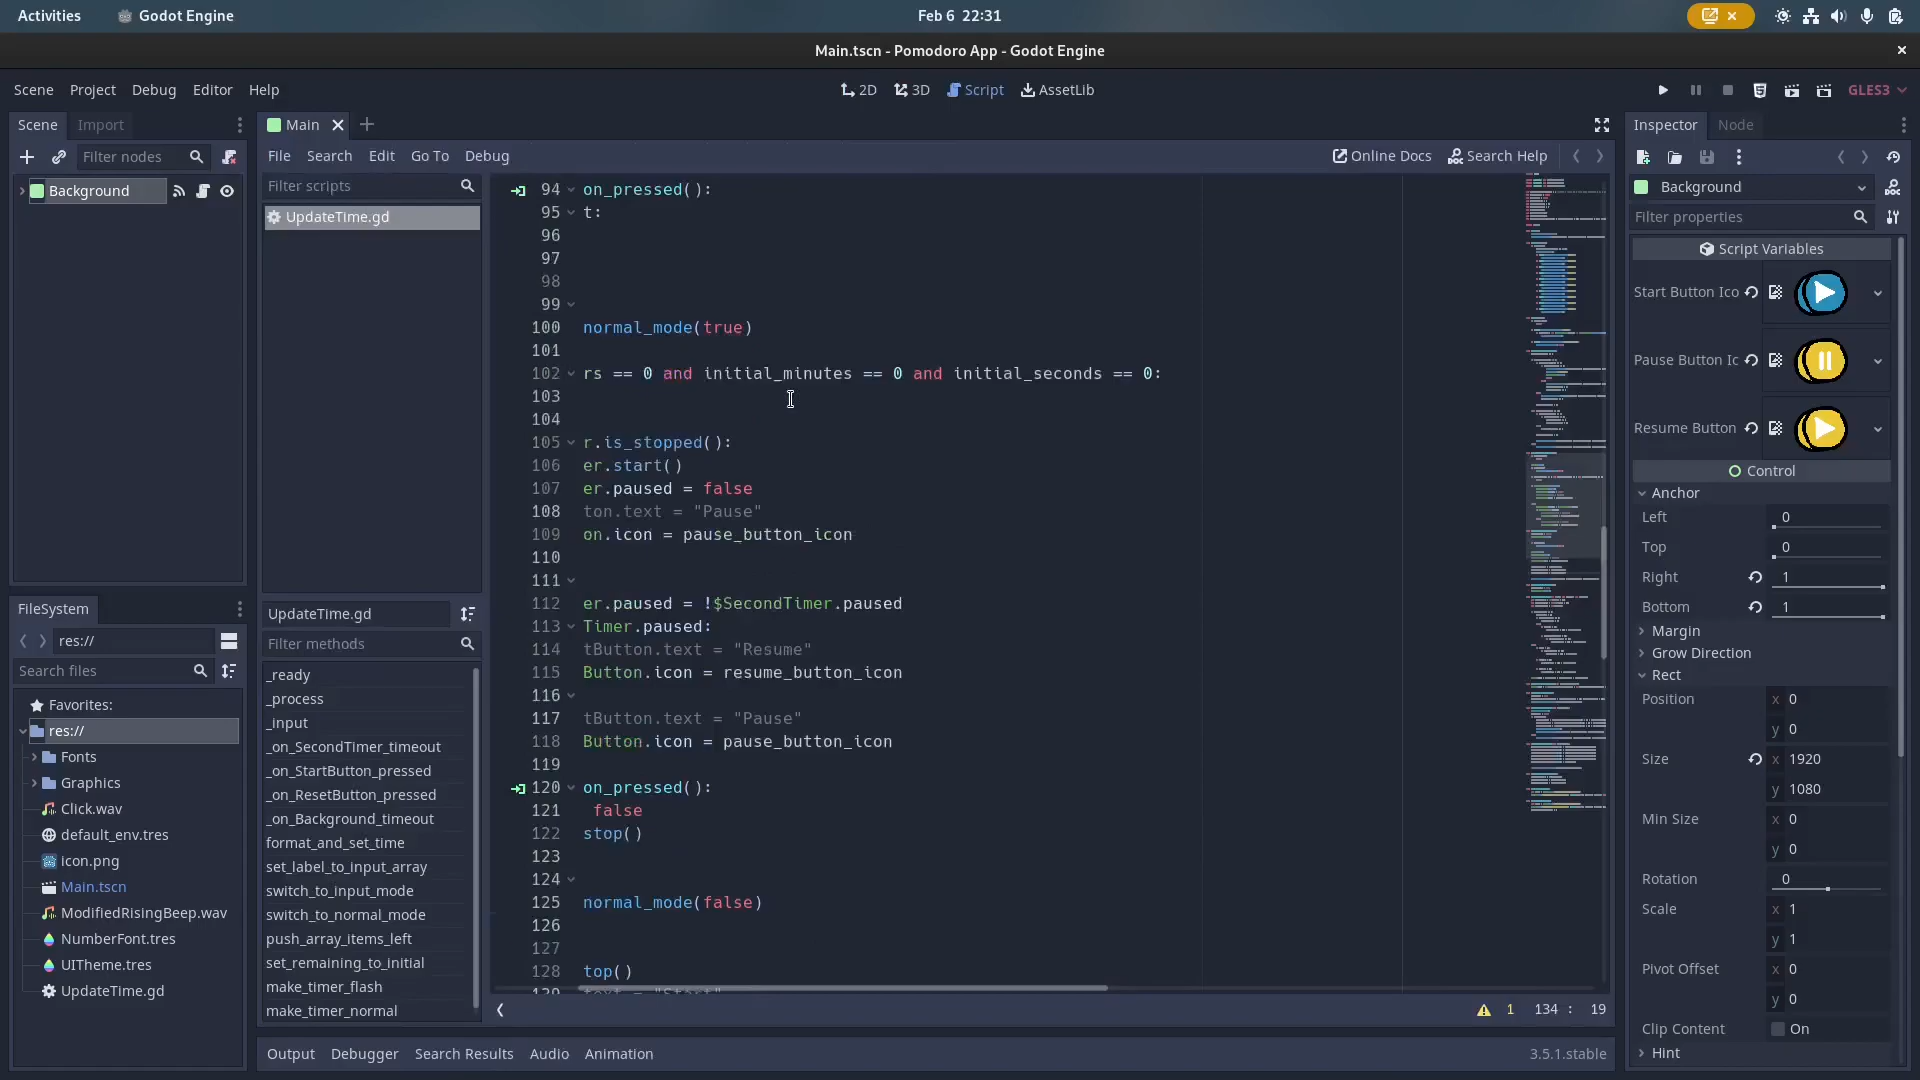 Activities Godot Engine Feb 6 22:31
Main.tscn - Pomodoro App - Godot Engine
Scene Project Debug Editor Help 2D 3D Script AssetLib GLES3
Scene Import
Filter nodes
Background
FileSystem
res://
Search files
Favorites:
res://
Fonts
Graphics
Click.wav
default_env.tres
icon.png
Main.tscn
ModifiedRisingBeep.wav
NumberFont.tres
UITheme.tres
UpdateTime.gd
Main
File Search Edit Go To Debug Online Docs Search Help
Filter scripts
UpdateTime.gd
UpdateTime.gd
Filter methods
_ready
_process
_input
_on_SecondTimer_timeout
_on_StartButton_pressed
_on_ResetButton_pressed
_on_Background_timeout
format_and_set_time
set_label_to_input_array
switch_to_input_mode
switch_to_normal_mode
push_array_items_left
set_remaining_to_initial
make_timer_flash
make_timer_normal
94 on_pressed():
95 t:
96
97
98
99
100 normal_mode(true)
101
102 rs == 0 and initial_minutes == 0 and initial_seconds == 0:
103
104
105 r.is_stopped():
106 er.start()
107 er.paused = false
108 ton.text = "Pause"
109 on.icon = pause_button_icon
110
111
112 er.paused = !$SecondTimer.paused
113 Timer.paused:
114 tButton.text = "Resume"
115 Button.icon = resume_button_icon
116
117 tButton.text = "Pause"
118 Button.icon = pause_button_icon
119
120 on_pressed():
121 false
122 stop()
123
124
125 normal_mode(false)
126
127
128 top()
129 text = "Start"
1 134 : 19
Output Debugger Search Results Audio Animation 3.5.1.stable
Inspector Node
Background
Filter properties
Script Variables
Start Button Ico
Pause Button Ic
Resume Button
Control
Anchor
Left 0
Top 0
Right 1
Bottom 1
Margin
Grow Direction
Rect
Position x 0
y 0
Size x 1920
y 1080
Min Size x 0
y 0
Rotation 0
Scale x 1
y 1
Pivot Offset x 0
y 0
Clip Content On
Hint